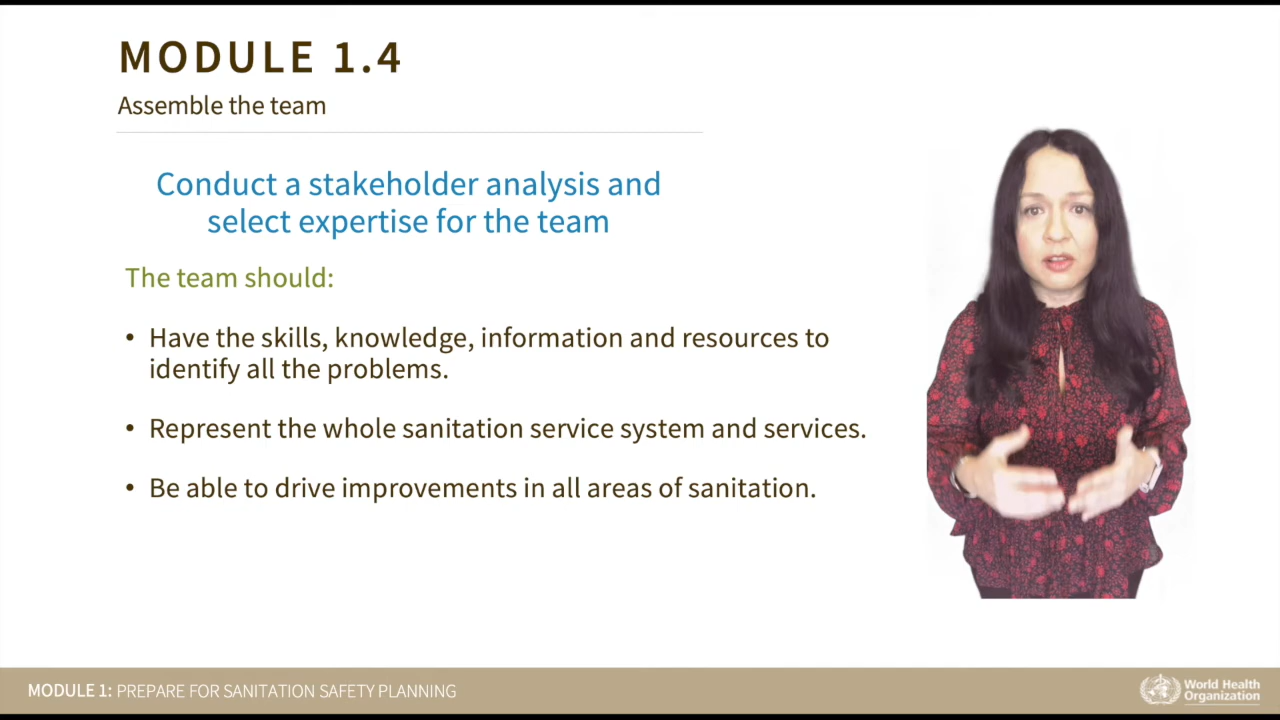 MODULE 1.4
Assemble the team
Conduct a stakeholder analysis and
select expertise for the team
The team should:
• Have the skills, knowledge, information and resources to
identify all the problems.
• Represent the whole sanitation service system and services.
• Be able to drive improvements in all areas of sanitation.
MODULE 1: PREPARE FOR SANITATION SAFETY PLANNING
World Health
Organization